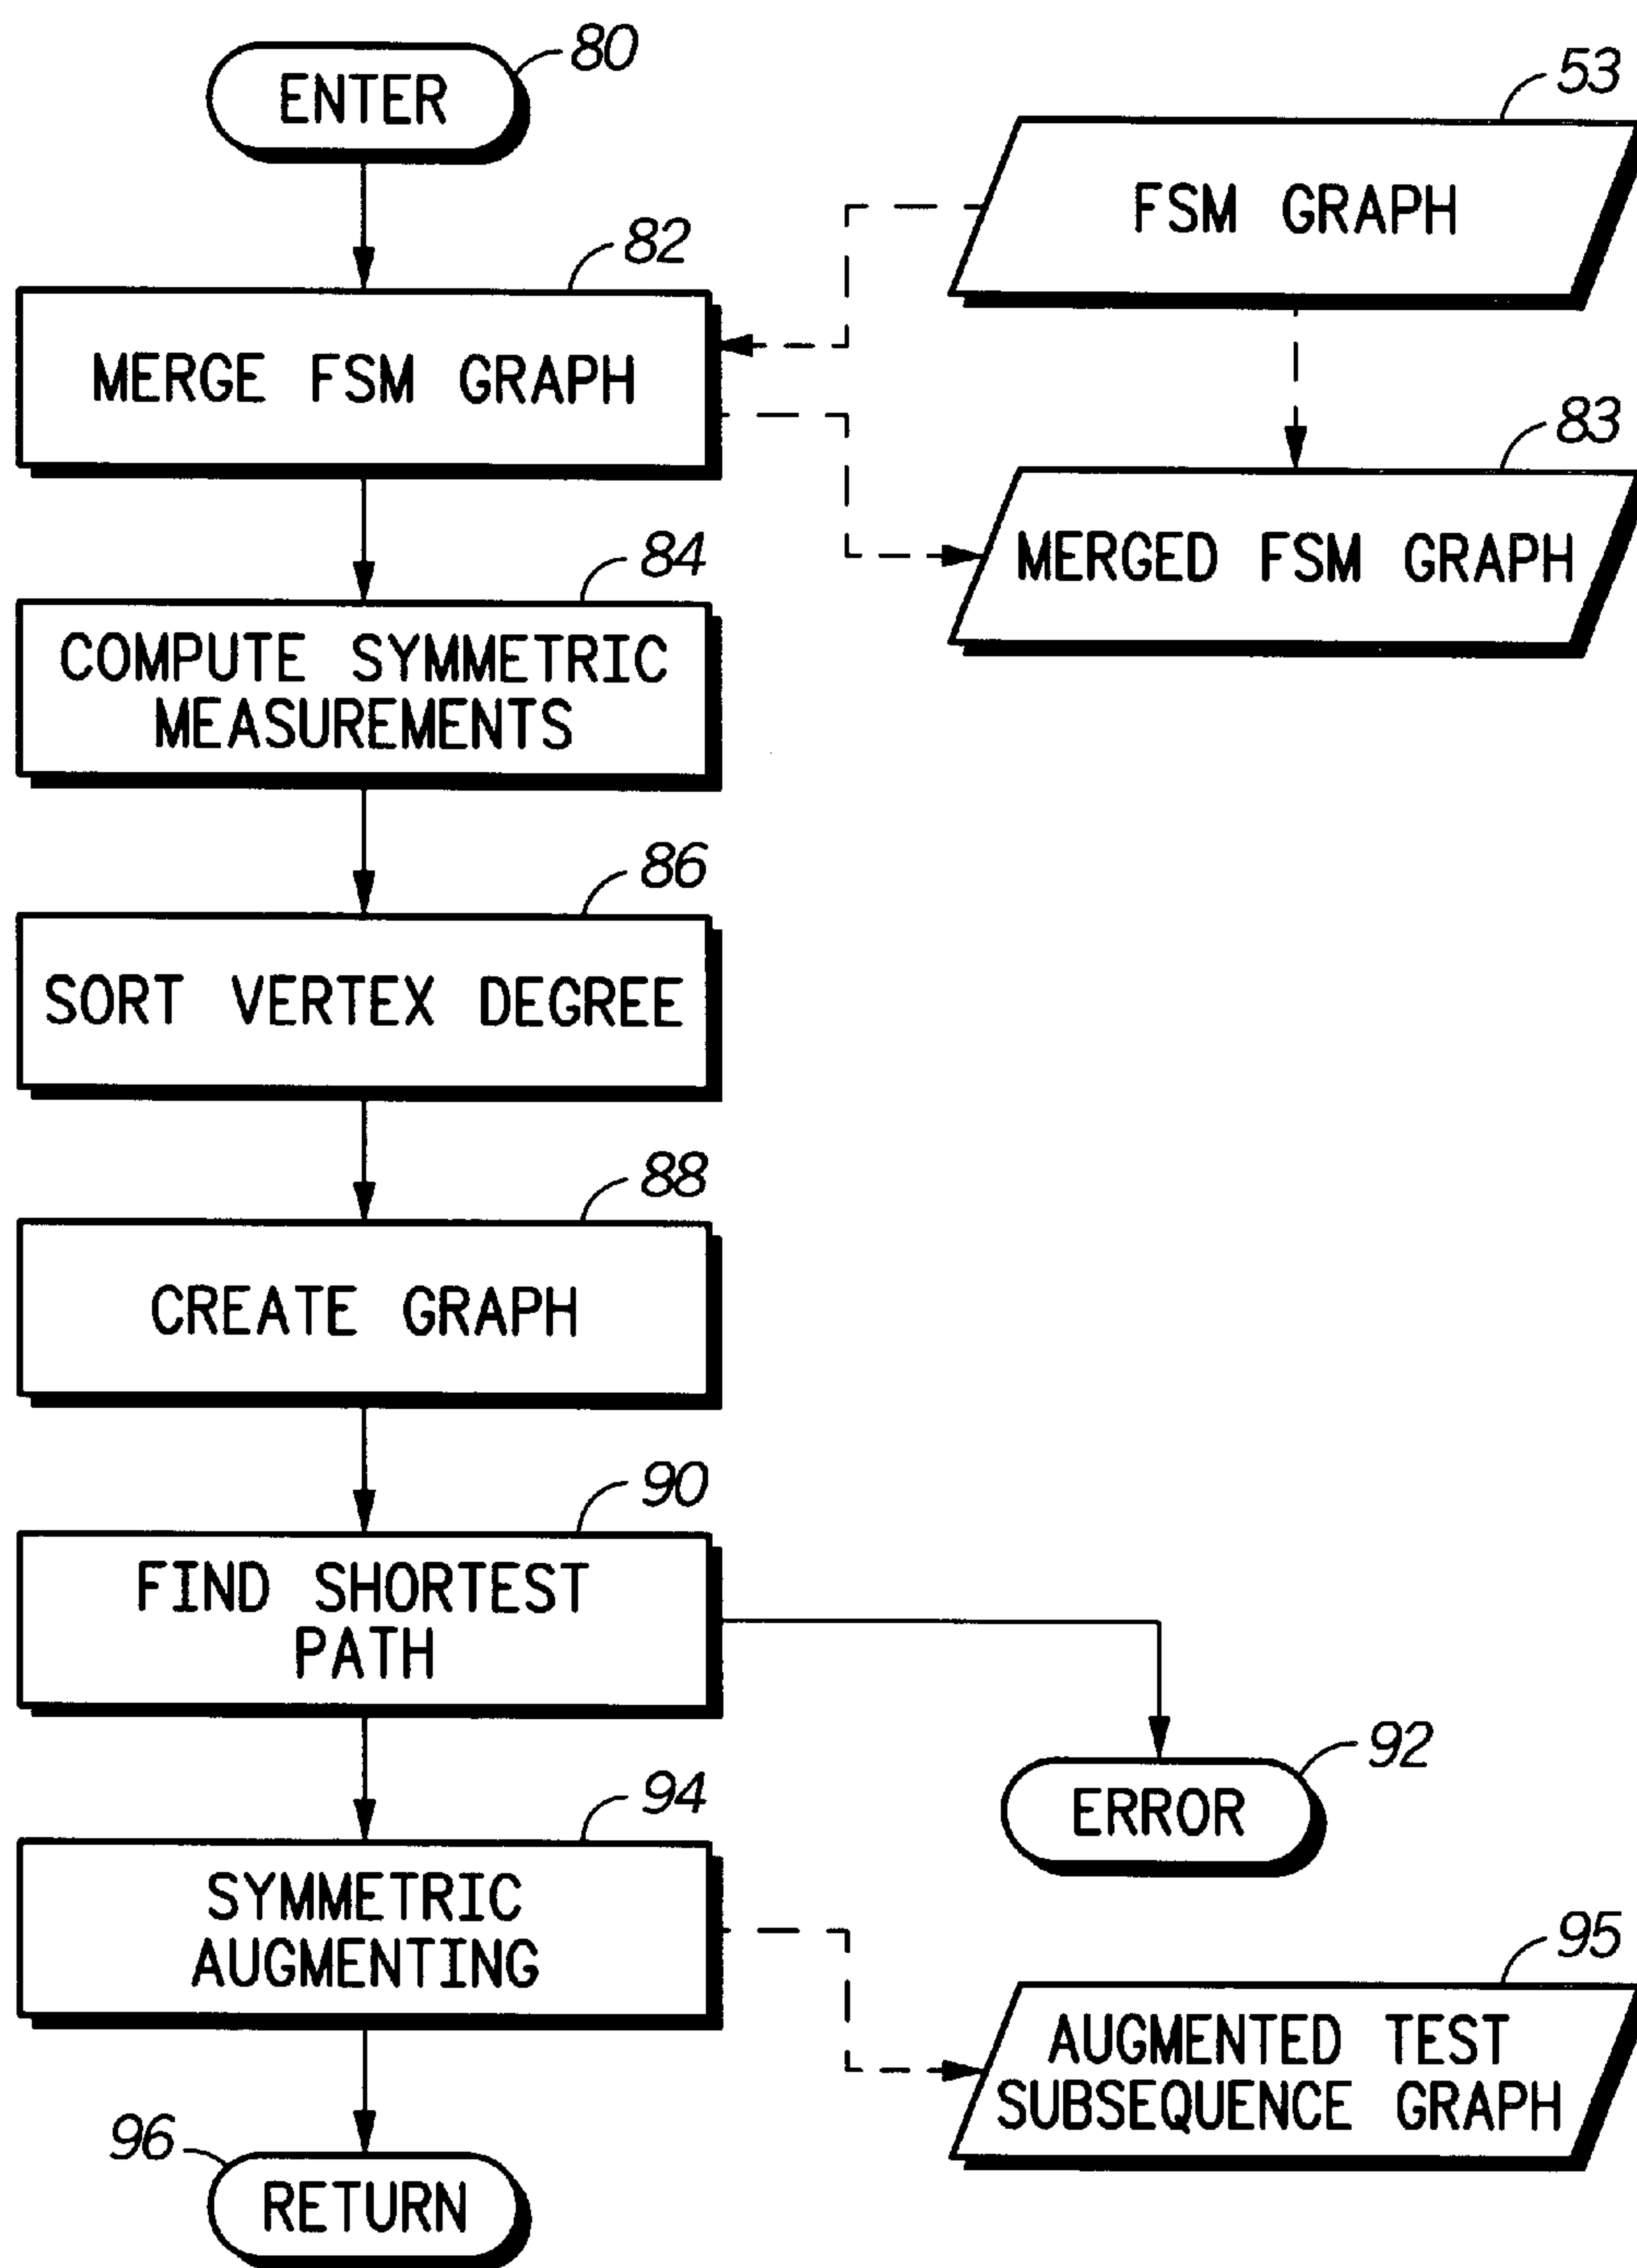 80
ENTER
53
FSM GRAPH
82
MERGE FSM GRAPH
83
MERGED FSM GRAPH
84
COMPUTE SYMMETRIC
MEASUREMENTS
86
SORT VERTEX DEGREE
88
CREATE GRAPH
90
FIND SHORTEST
PATH
92
ERROR
94
SYMMETRIC
AUGMENTING
95
AUGMENTED TEST
SUBSEQUENCE GRAPH
96
RETURN